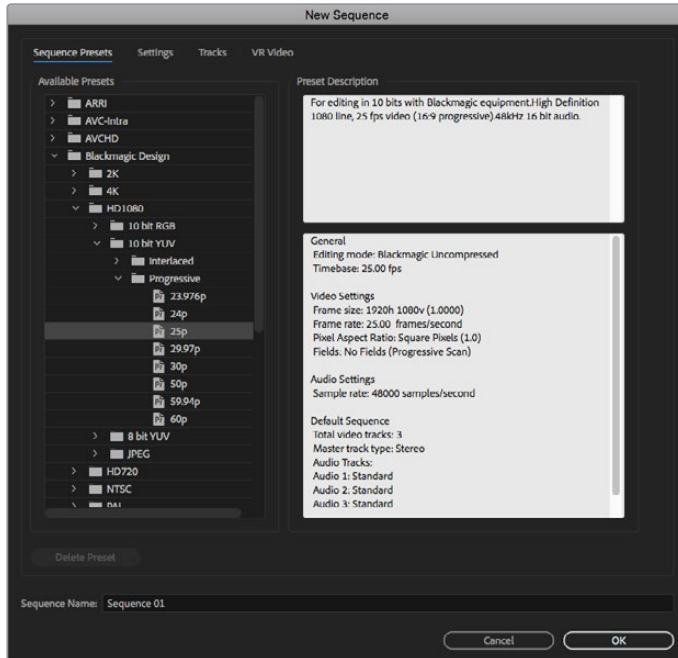 New Sequence
Sequence Presets Settings Tracks VR Video
Available Presets
ARRI
AVC-Intra
AVCHD
Blackmagic Design
2K
4K
HD1080
10 bit RGB
10 bit YUV
Interlaced
Progressive
23.976p
24p
25p
29.97p
30p
50p
59.94p
60p
8 bit YUV
JPEG
HD720
NTSC
PAL
Preset Description
For editing in 10 bits with Blackmagic equipment.High Definition
1080 line, 25 fps video (16:9 progressive).48kHz 16 bit audio.
General
Editing mode: Blackmagic Uncompressed
Timebase: 25.00 fps
Video Settings
Frame size: 1920h 1080v (1.0000)
Frame rate: 25.00 frames/second
Pixel Aspect Ratio: Square Pixels (1.0)
Fields: No Fields (Progressive Scan)
Audio Settings
Sample rate: 48000 samples/second
Default Sequence
Total video tracks: 3
Master track type: Stereo
Audio Tracks:
Audio 1: Standard
Audio 2: Standard
Audio 3: Standard
Delete Preset
Sequence Name: Sequence 01
Cancel OK